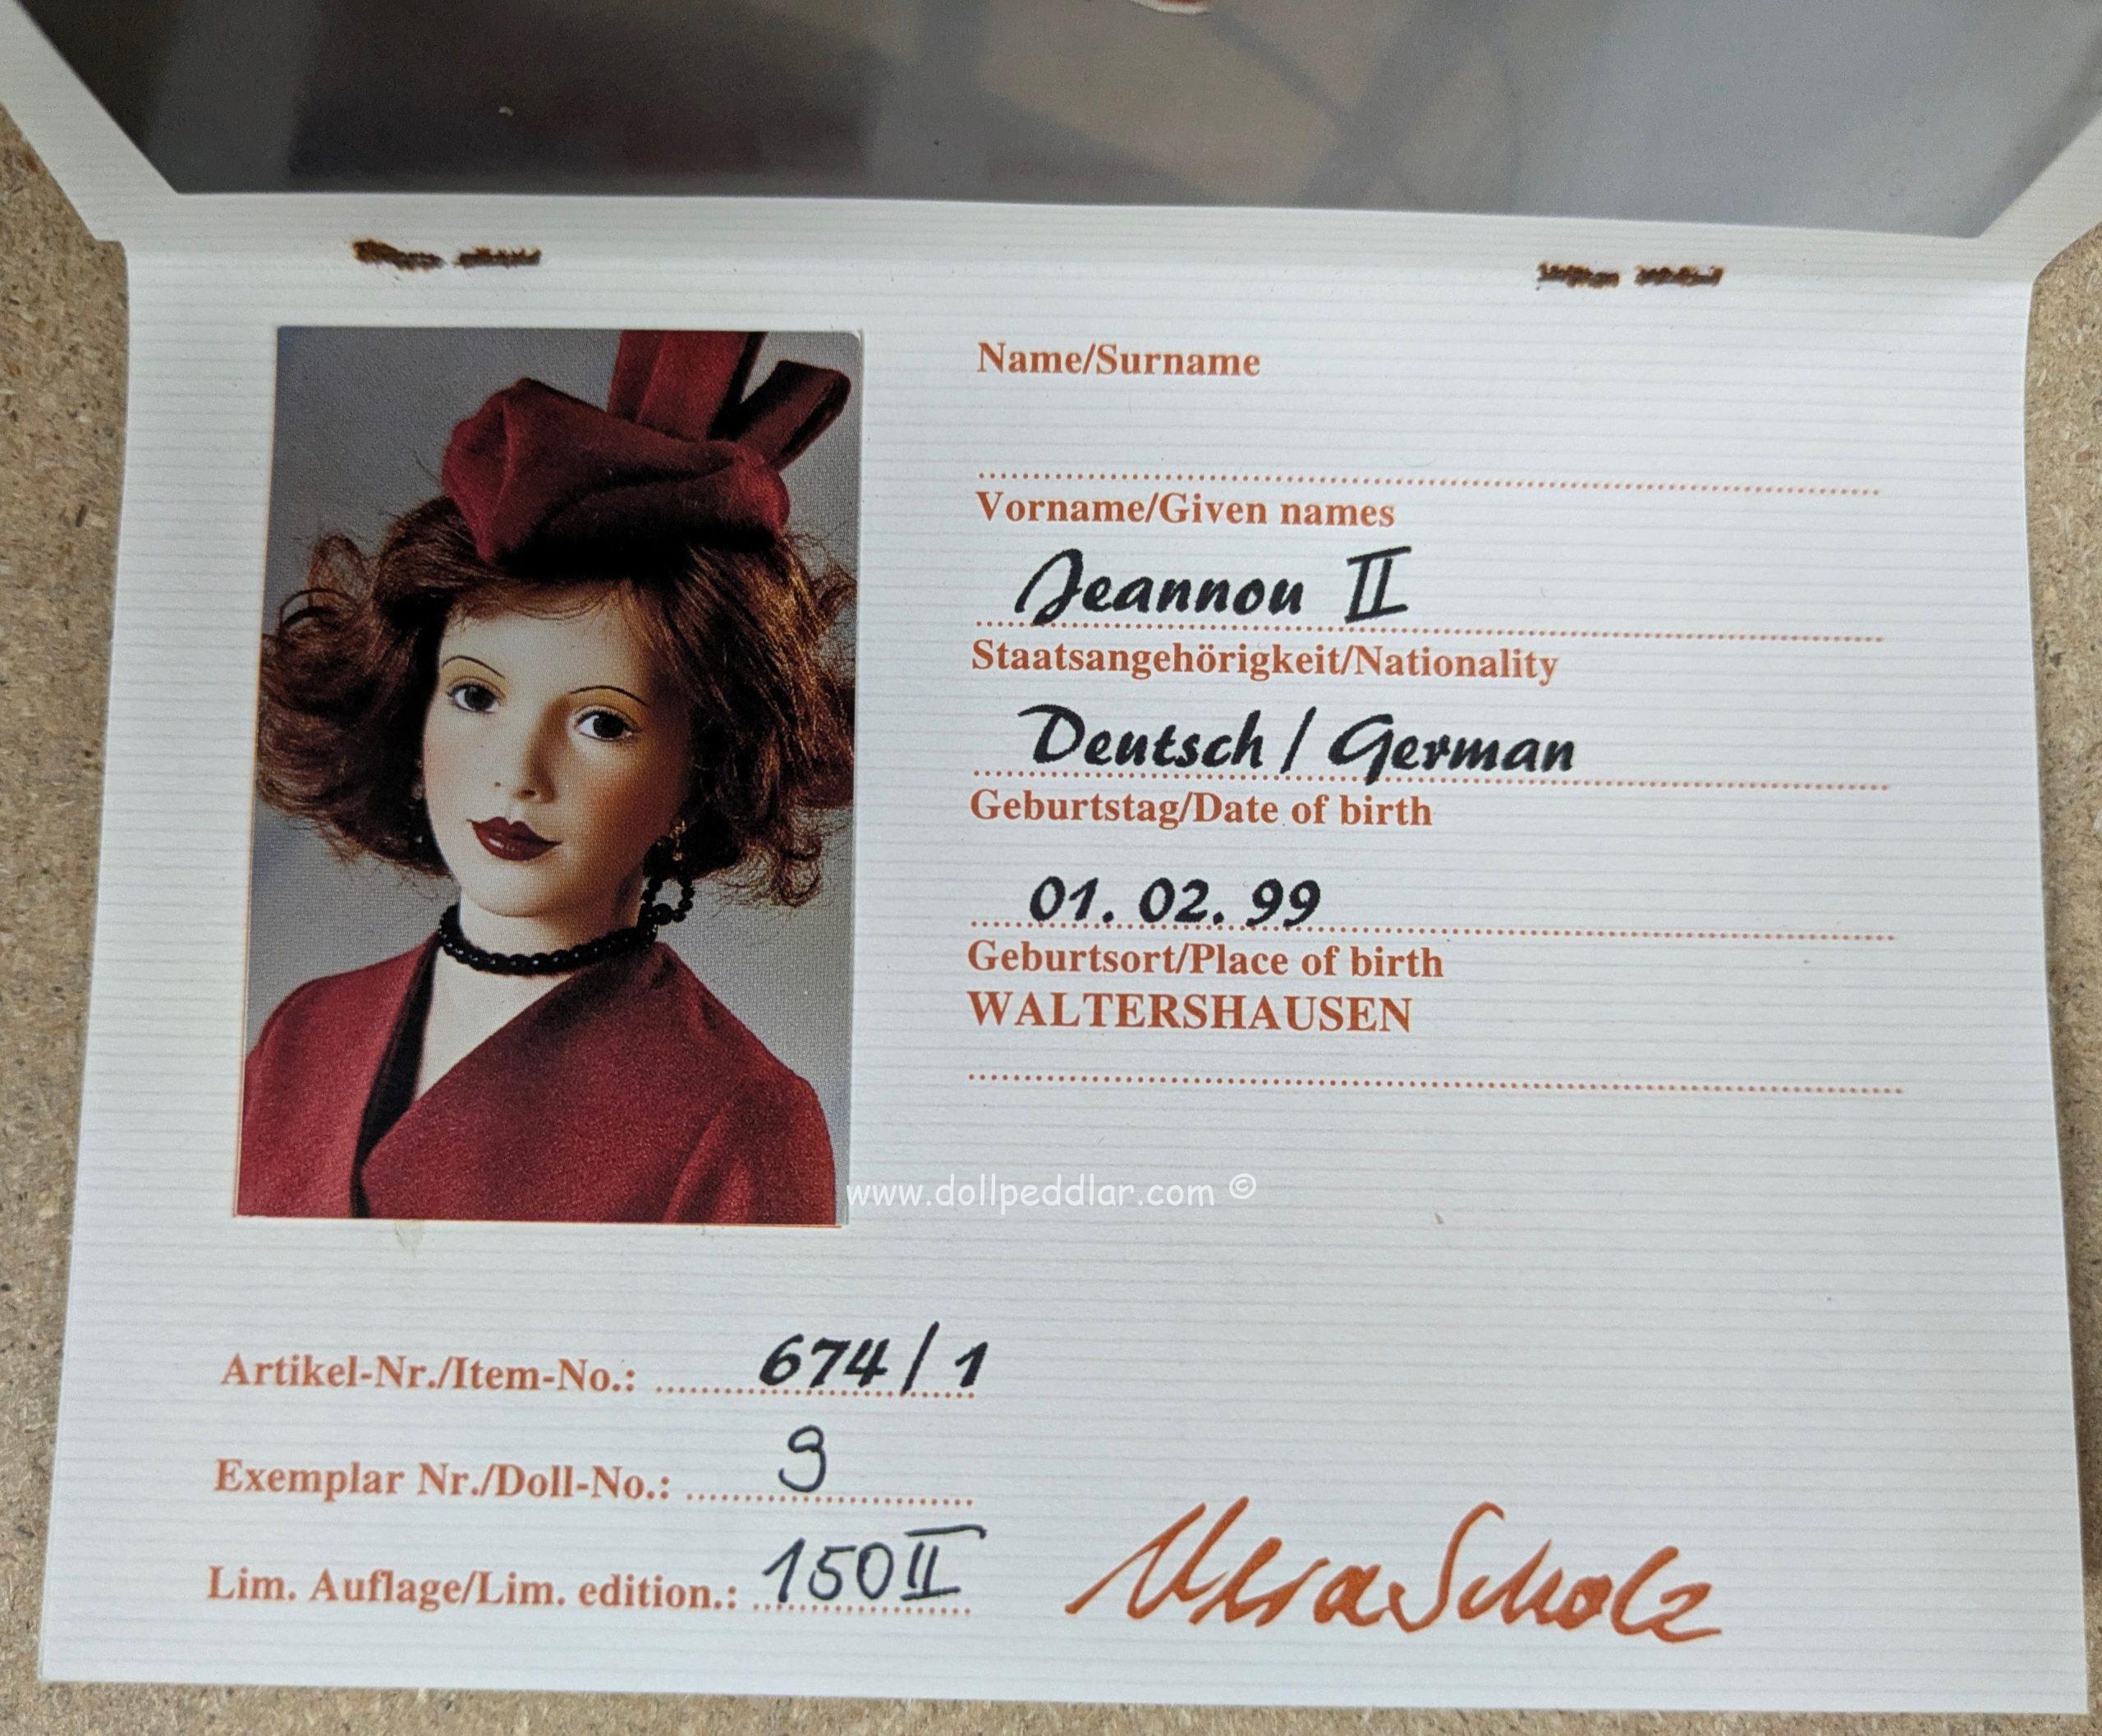 Name/Surname
Vorname/Given names
Jeannou II
Staatsangehörigkeit/Nationality
Deutsch / German
Geburtstag/Date of birth
01. 02. 99
Geburtsort/Place of birth
WALTERSHAUSEN
www.dollpeddlar.com ©
Artikel-Nr./Item-No.: 674/1
Exemplar Nr./Doll-No.: 9
Lim. Auflage/Lim. edition.: 150 II
Vera Scholz